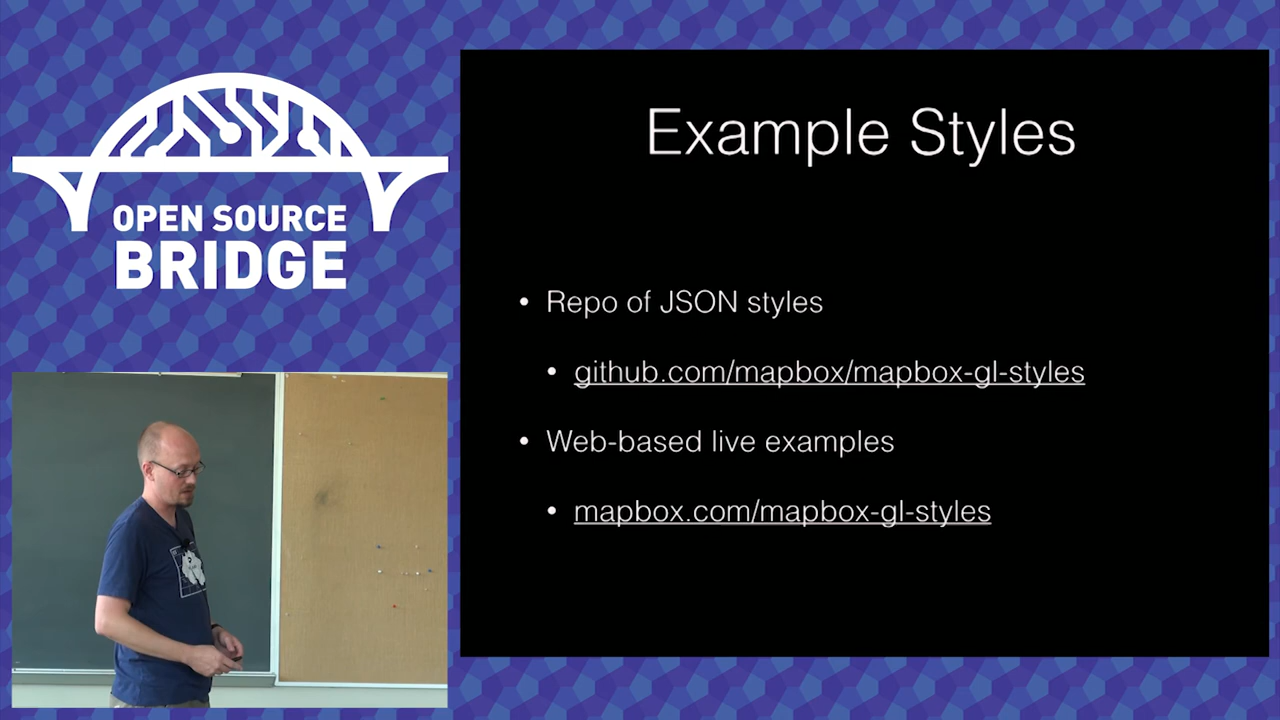 OPEN SOURCE
BRIDGE
Example Styles
• Repo of JSON styles
• github.com/mapbox/mapbox-gl-styles
• Web-based live examples
• mapbox.com/mapbox-gl-styles